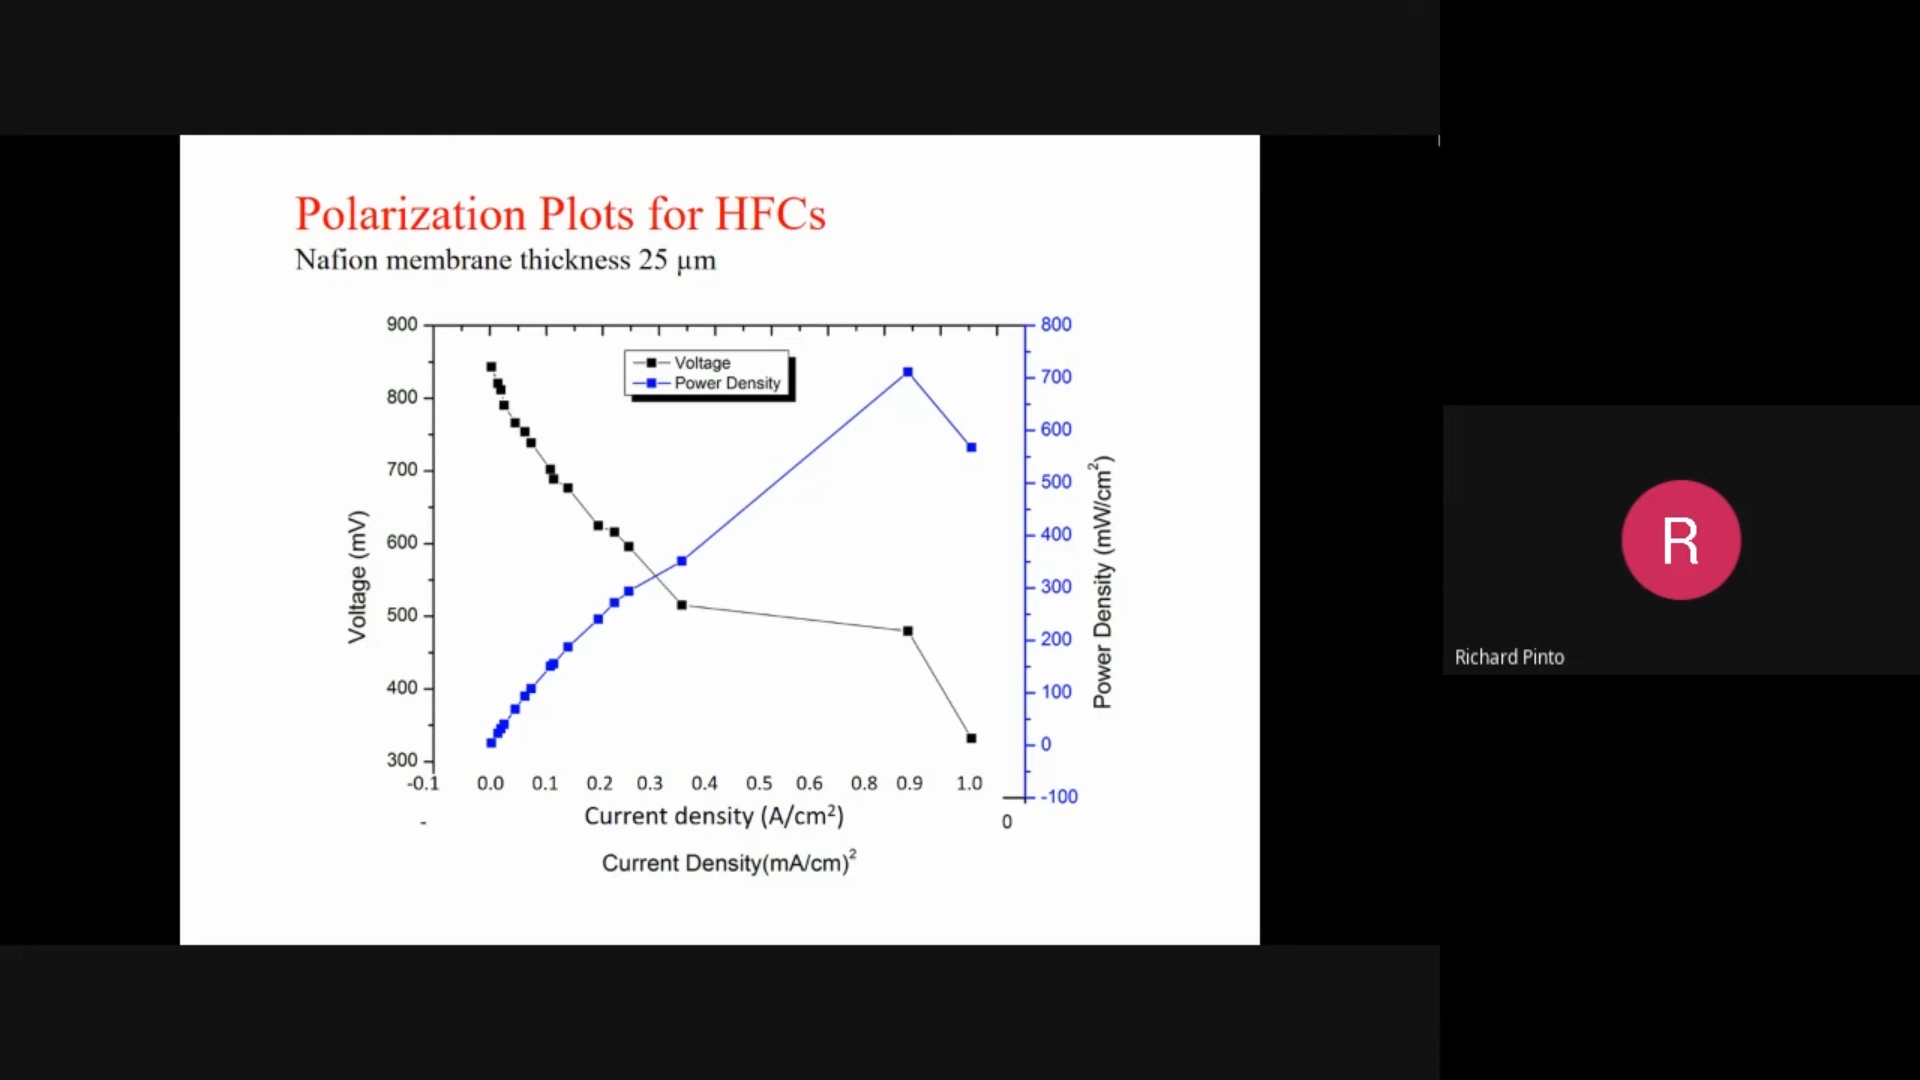 Polarization Plots for HFCs
Nafion membrane thickness 25 µm
900
800
700
600
500
400
300
Voltage (mV)
Voltage
Power Density
800
700
600
500
400
300
200
100
0
-100
Power Density (mW/cm²)
-0.1 0.0 0.1 0.2 0.3 0.4 0.5 0.6 0.8 0.9 1.0
Current density (A/cm²)
- 0
Current Density(mA/cm)²
R
Richard Pinto